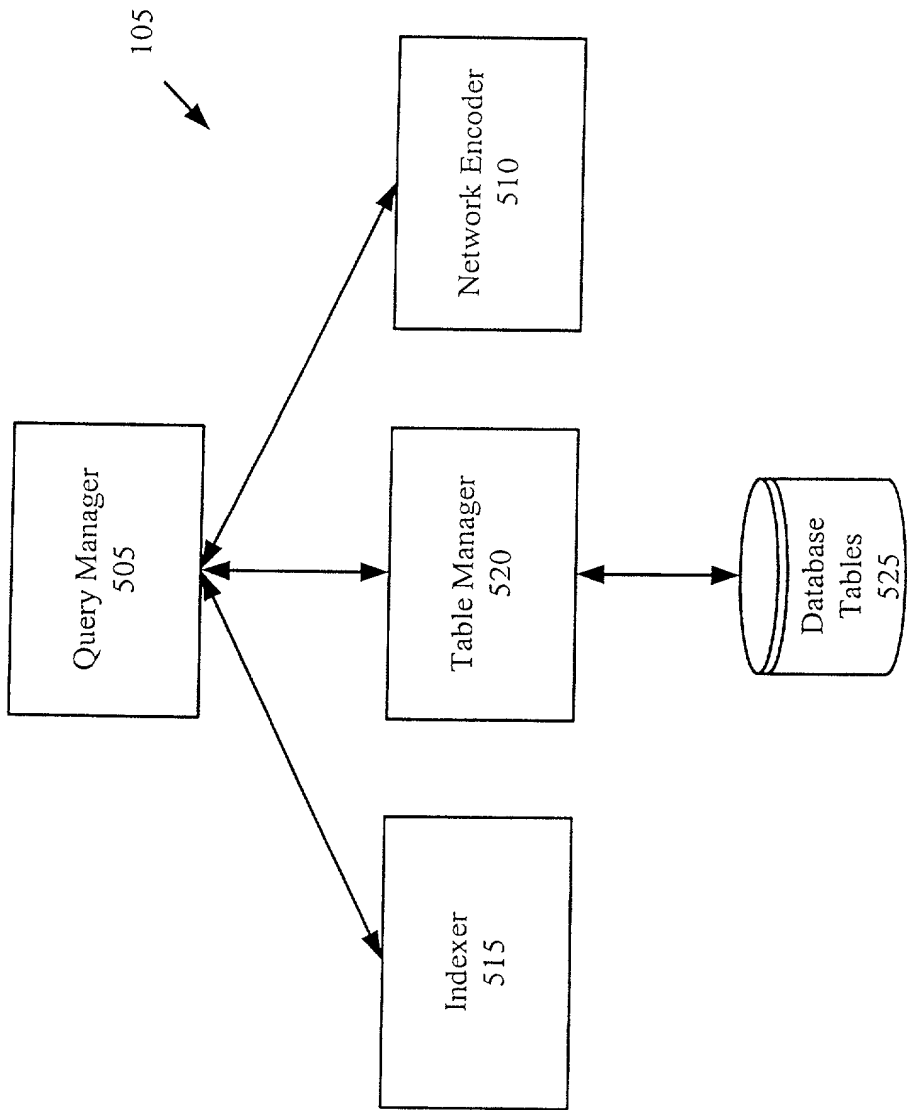 105
Query Manager
505
Indexer
515
Table Manager
520
Network Encoder
510
Database
Tables
525